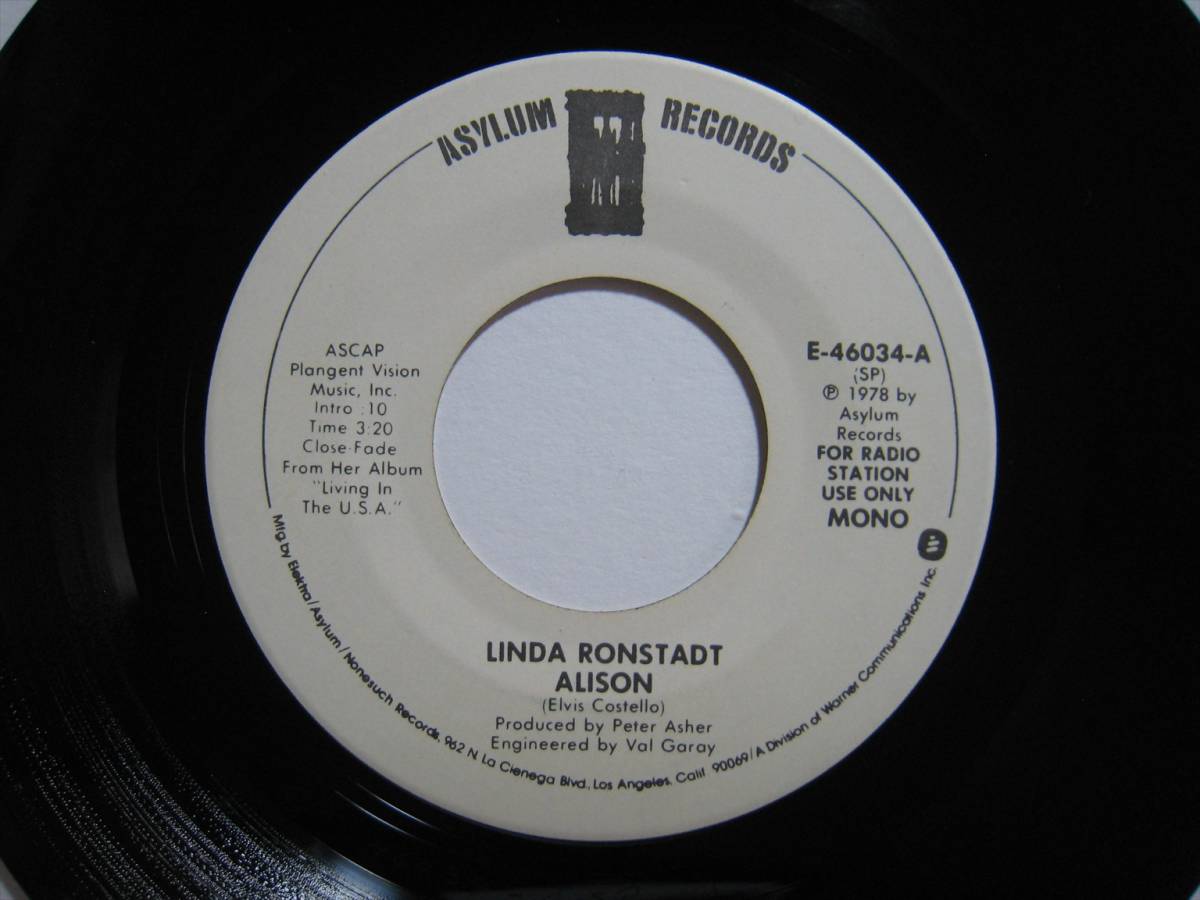 ASYLUM RECORDS
ASCAP
Plangent Vision
Music, Inc.
Intro :10
Time 3:20
Close-Fade
From Her Album
"Living In
The U.S.A."
E-46034-A
(SP)
℗ 1978 by
Asylum
Records
FOR RADIO
STATION
USE ONLY
MONO
LINDA RONSTADT
ALISON
(Elvis Costello)
Produced by Peter Asher
Engineered by Val Garay
Mfg. by Elektra/Asylum/Nonesuch Records, 962 N. La Cienega Blvd., Los Angeles, Calif. 90069/A Division of Warner Communications Inc.